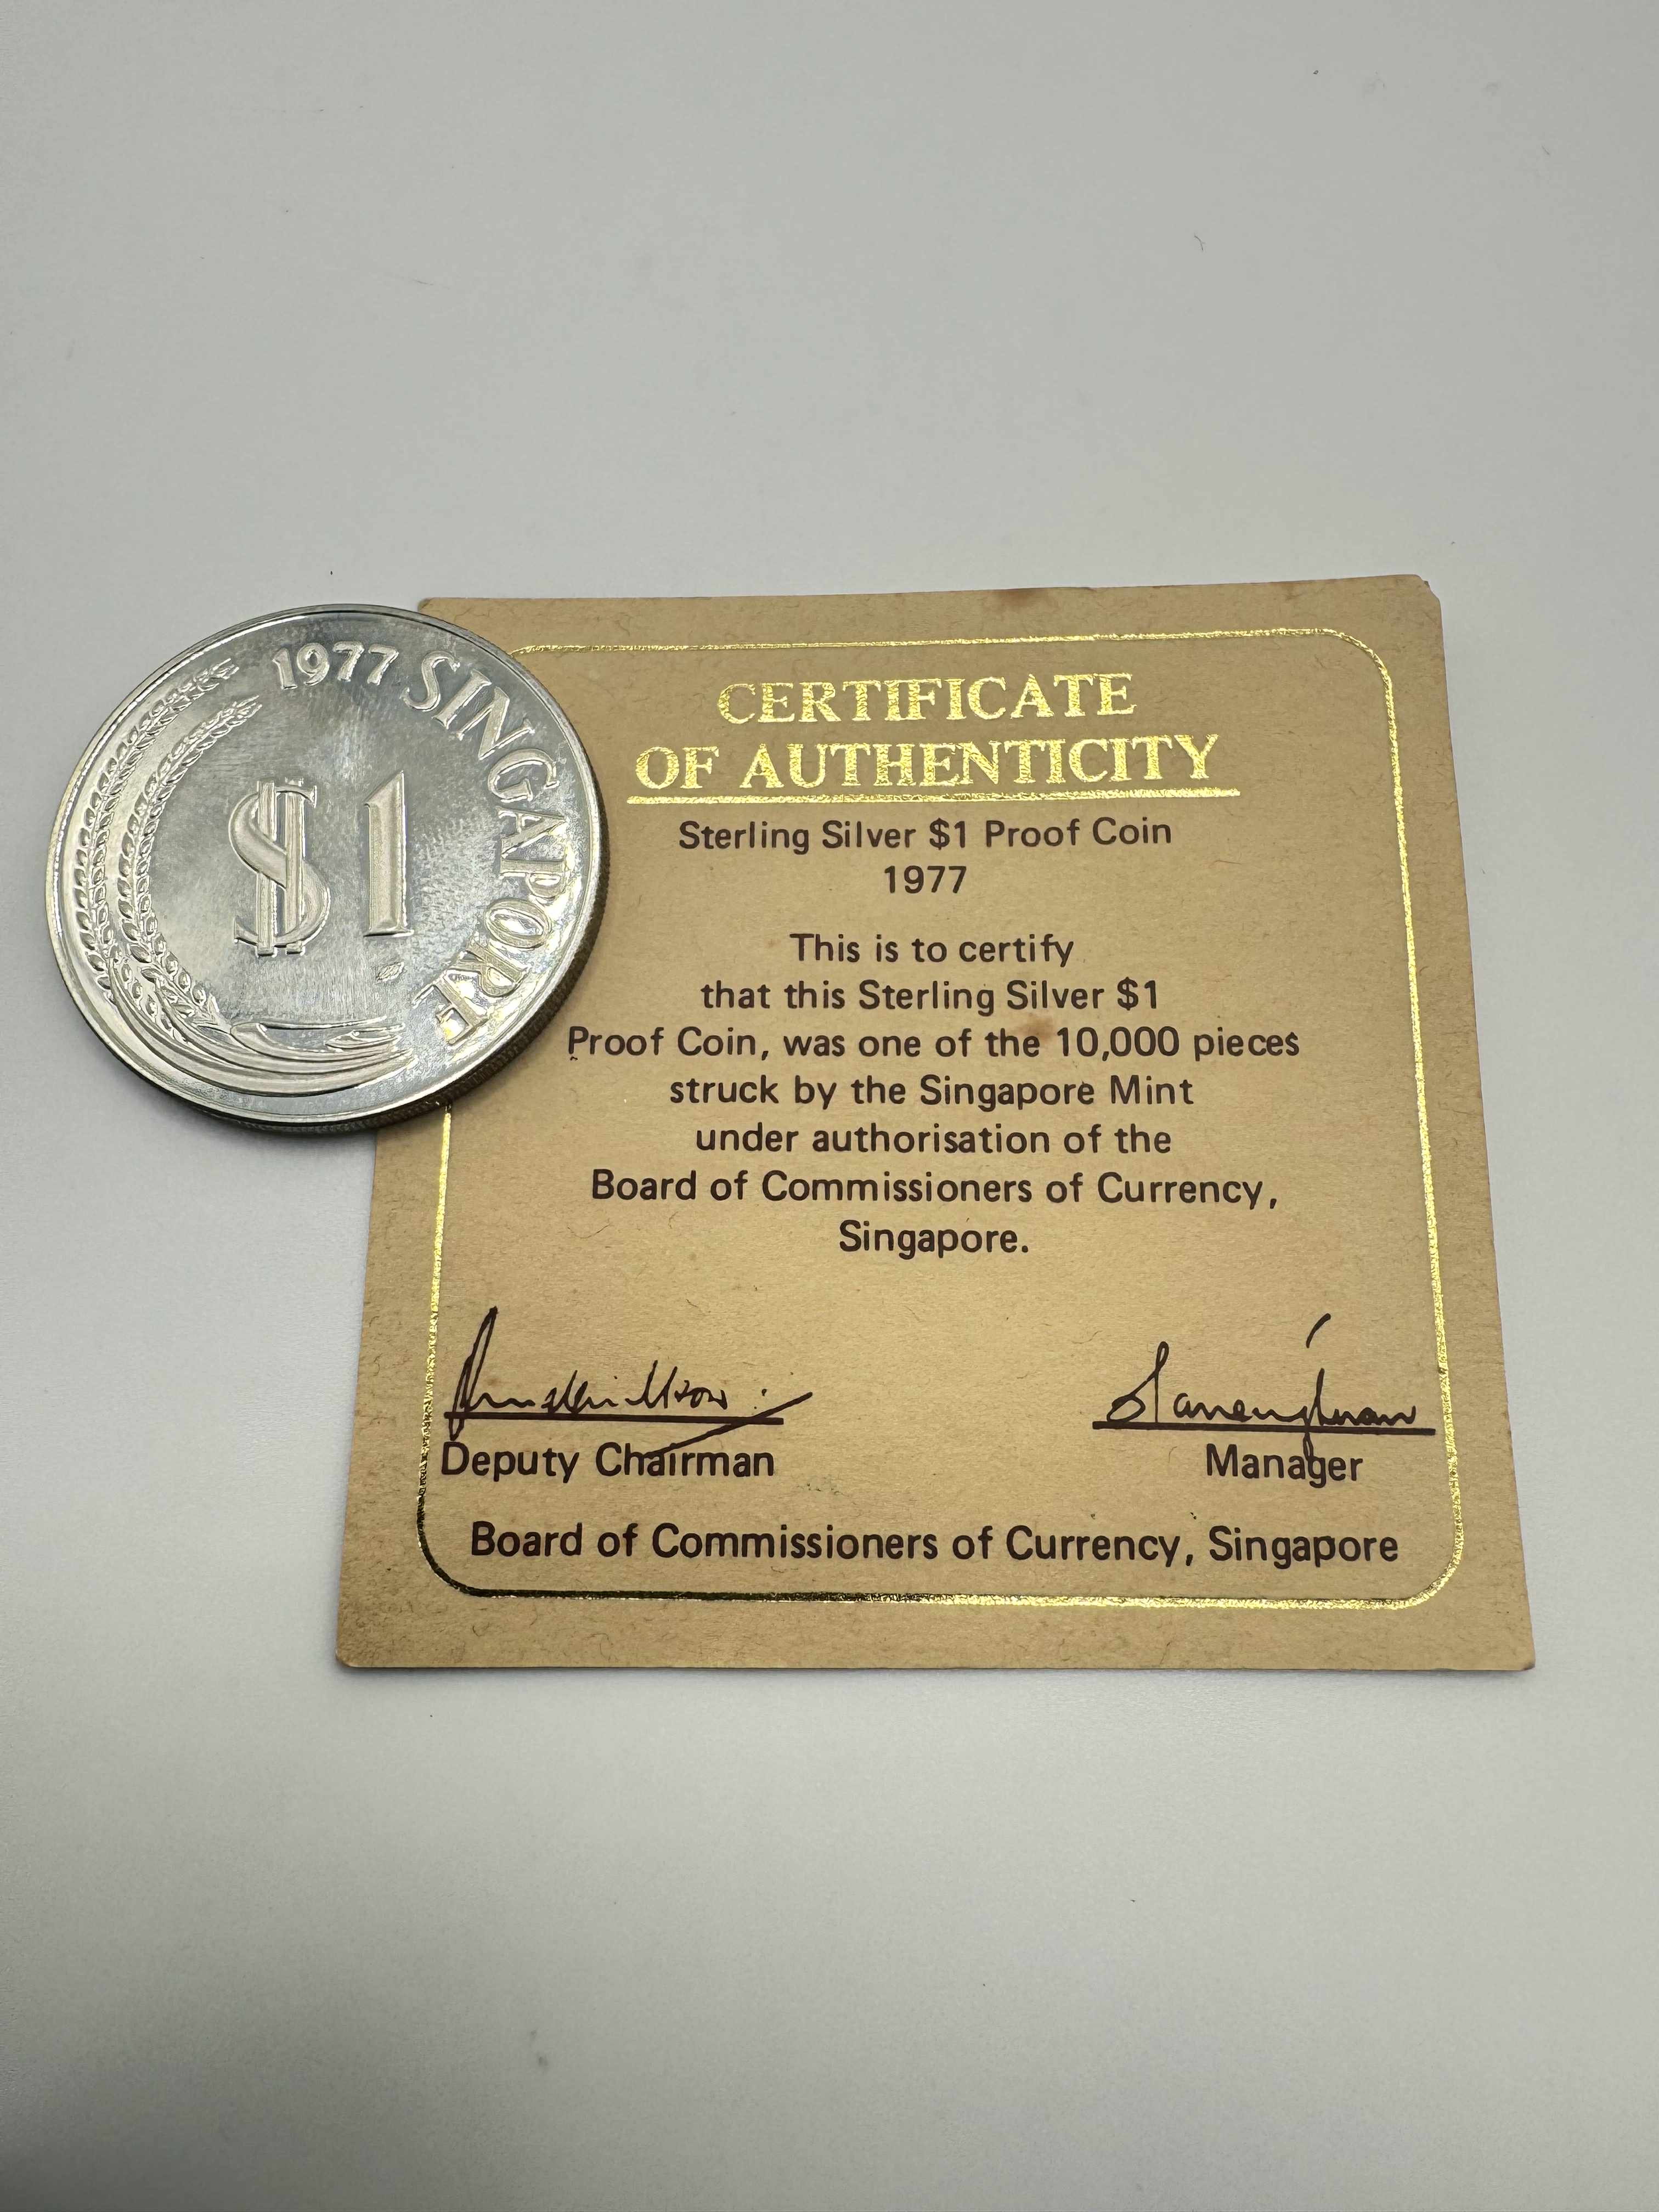 1977 SINGAPORE
$1
CERTIFICATE
OF AUTHENTICITY
Sterling Silver $1 Proof Coin
1977
This is to certify
that this Sterling Silver $1
Proof Coin, was one of the 10,000 pieces
struck by the Singapore Mint
under authorisation of the
Board of Commissioners of Currency,
Singapore.
Deputy Chairman
Manager
Board of Commissioners of Currency, Singapore